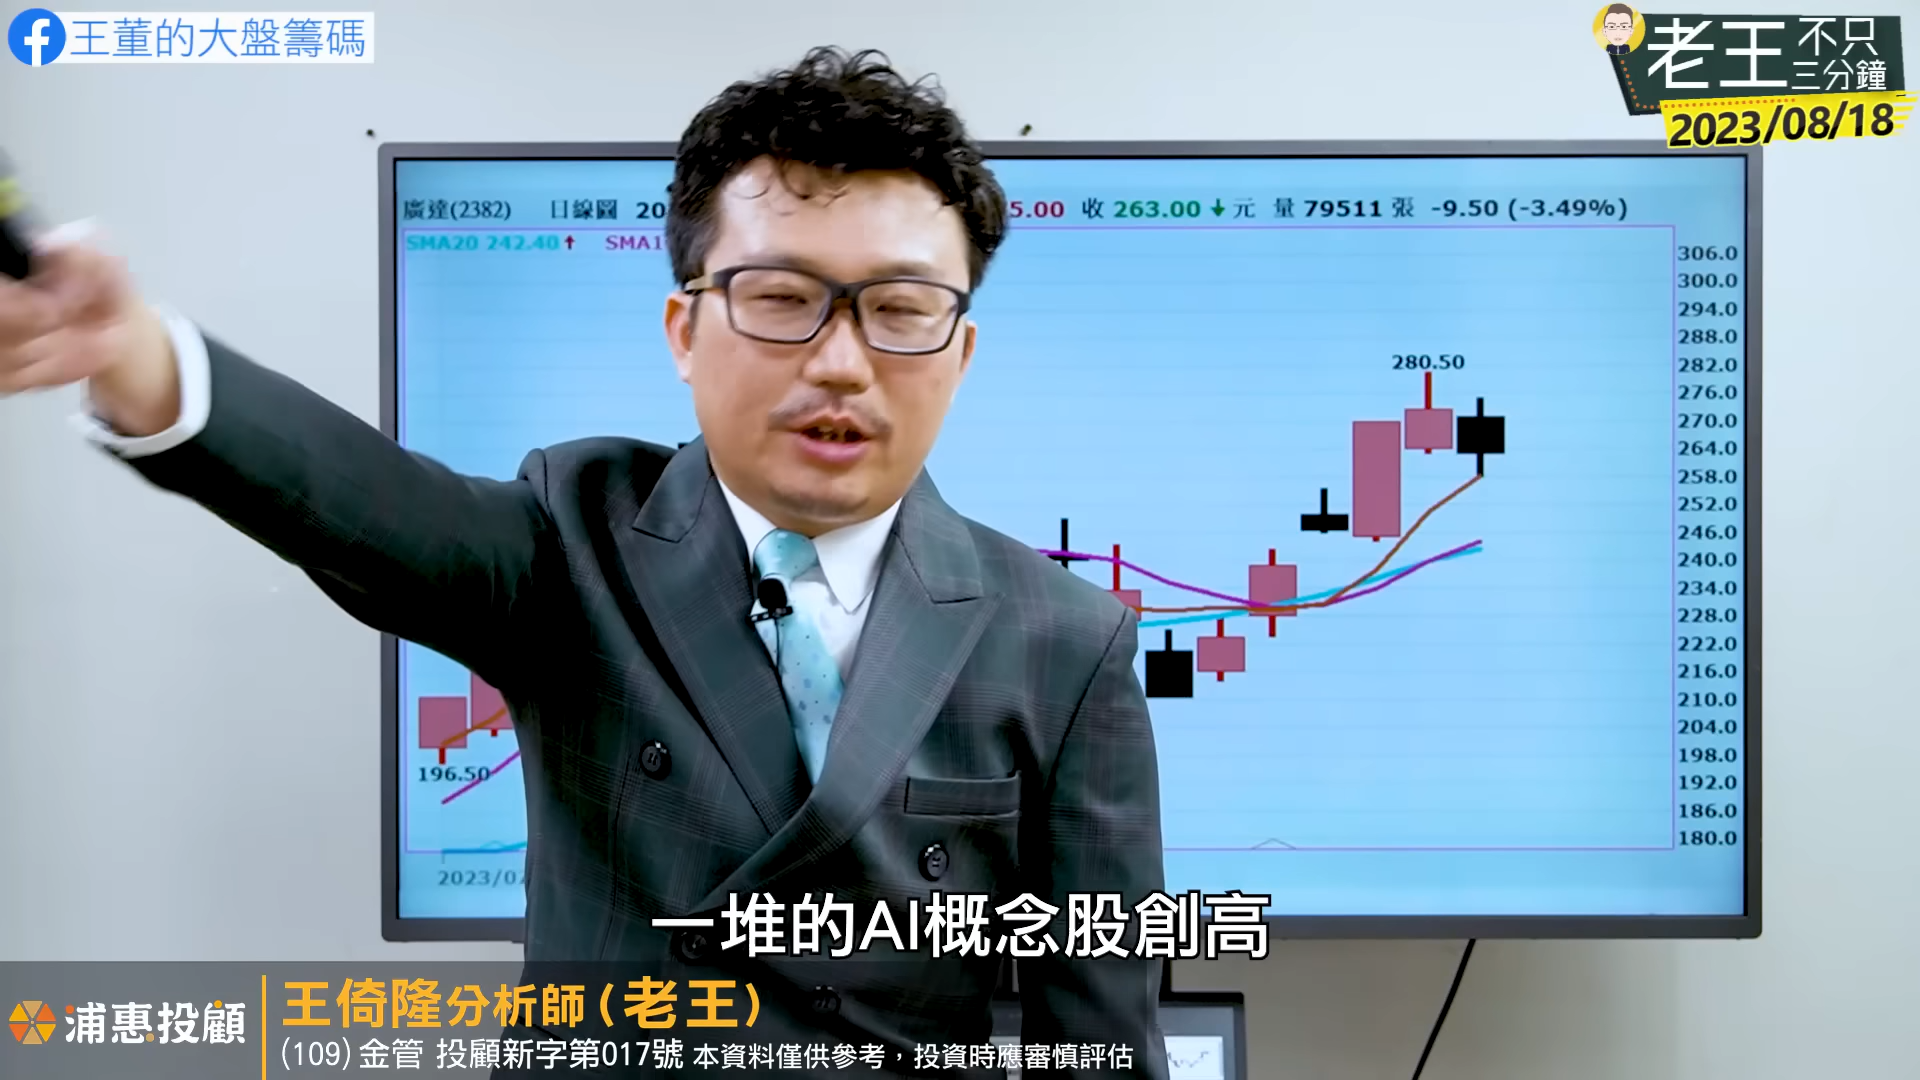 王董的大盤籌碼
老王不只三分鐘
2023/08/18
廣達(2382) 日線圖 20
5.00 收 263.00↓元 量 79511 張 -9.50 (-3.49%)
SMA20 242.40↑ SMA1
306.0
300.0
294.0
288.0
282.0
276.0
270.0
264.0
258.0
252.0
246.0
240.0
234.0
228.0
222.0
216.0
210.0
204.0
198.0
192.0
186.0
180.0
280.50
196.50
2023/0
一堆的AI概念股創高
浦惠投顧
王倚隆分析師(老王)
(109)金管 投顧新字第017號 本資料僅供參考，投資時應審慎評估